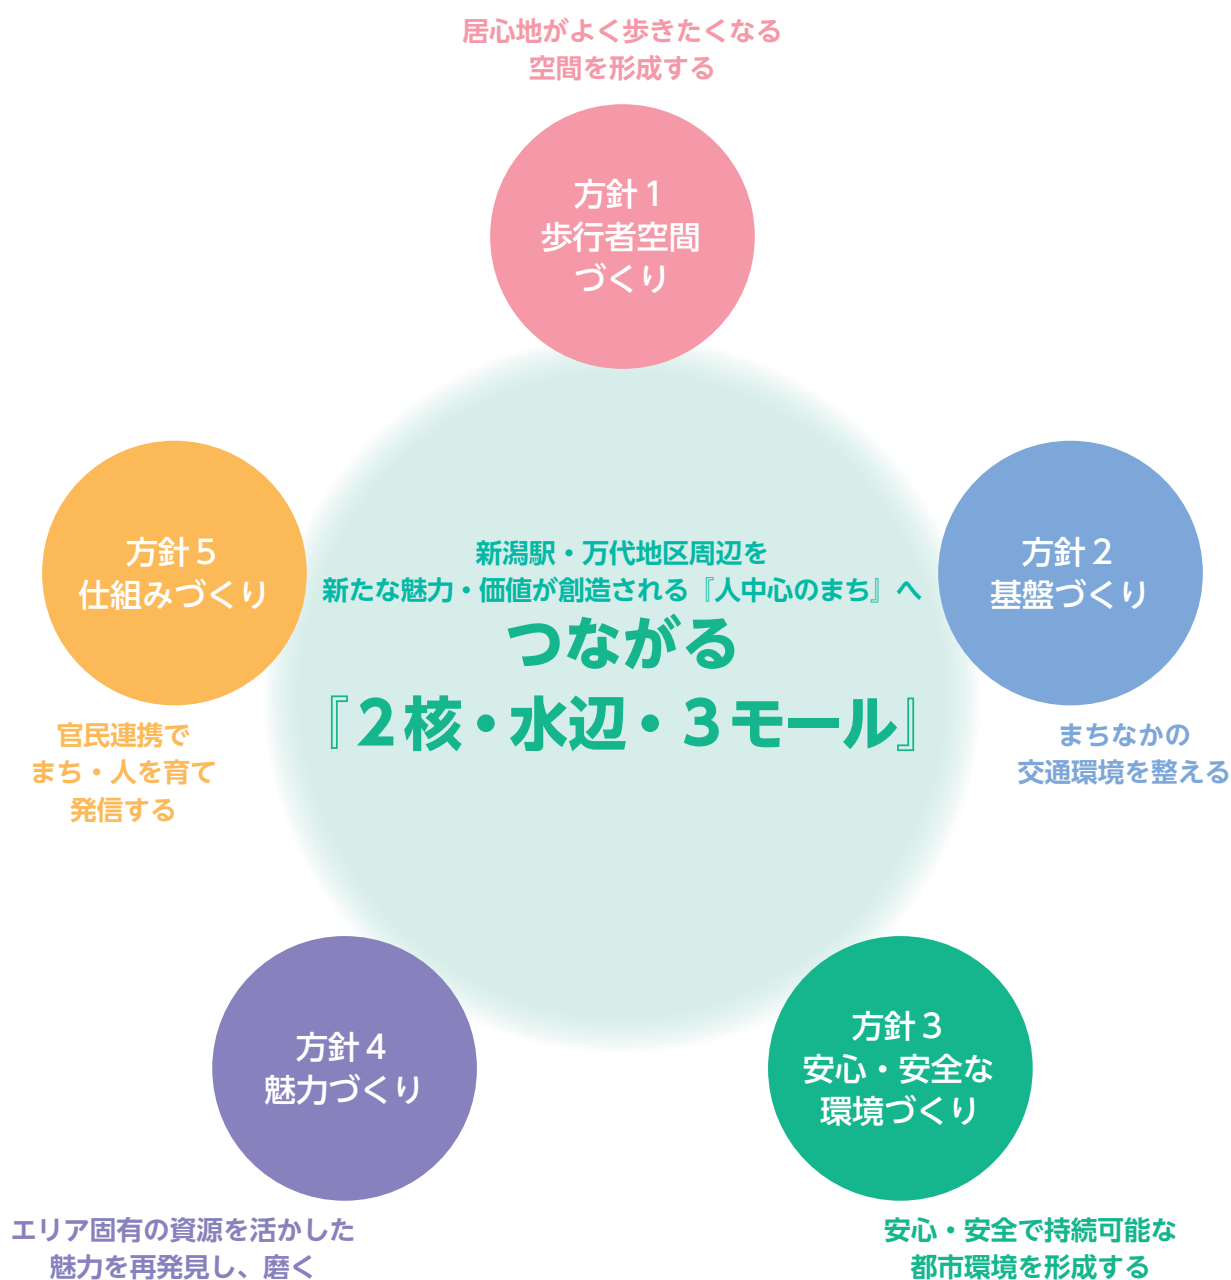 居心地がよく歩きたくなる
空間を形成する
方針１
歩行者空間
づくり
方針５
仕組みづくり
官民連携で
まち・人を育て
発信する
新潟駅・万代地区周辺を
新たな魅力・価値が創造される『人中心のまち』へ
つながる
『２核・水辺・３モール』
方針２
基盤づくり
まちなかの
交通環境を整える
方針４
魅力づくり
エリア固有の資源を活かした
魅力を再発見し、磨く
方針３
安心・安全な
環境づくり
安心・安全で持続可能な
都市環境を形成する